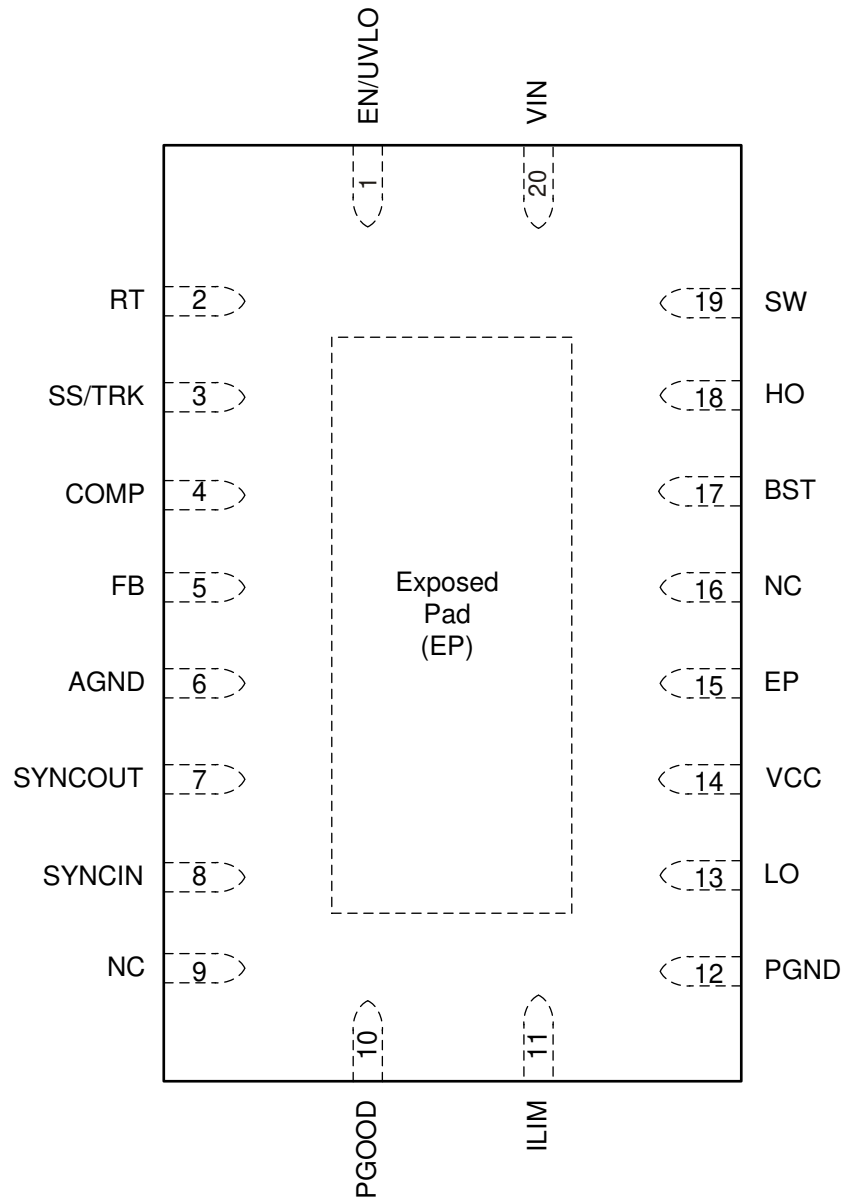 EN/UVLO
VIN
1
20
RT 2
19 SW
SS/TRK 3
18 HO
COMP 4
17 BST
FB 5
16 NC
Exposed
Pad
(EP)
AGND 6
15 EP
SYNCOUT 7
14 VCC
SYNCIN 8
13 LO
NC 9
12 PGND
10
11
PGOOD
ILIM